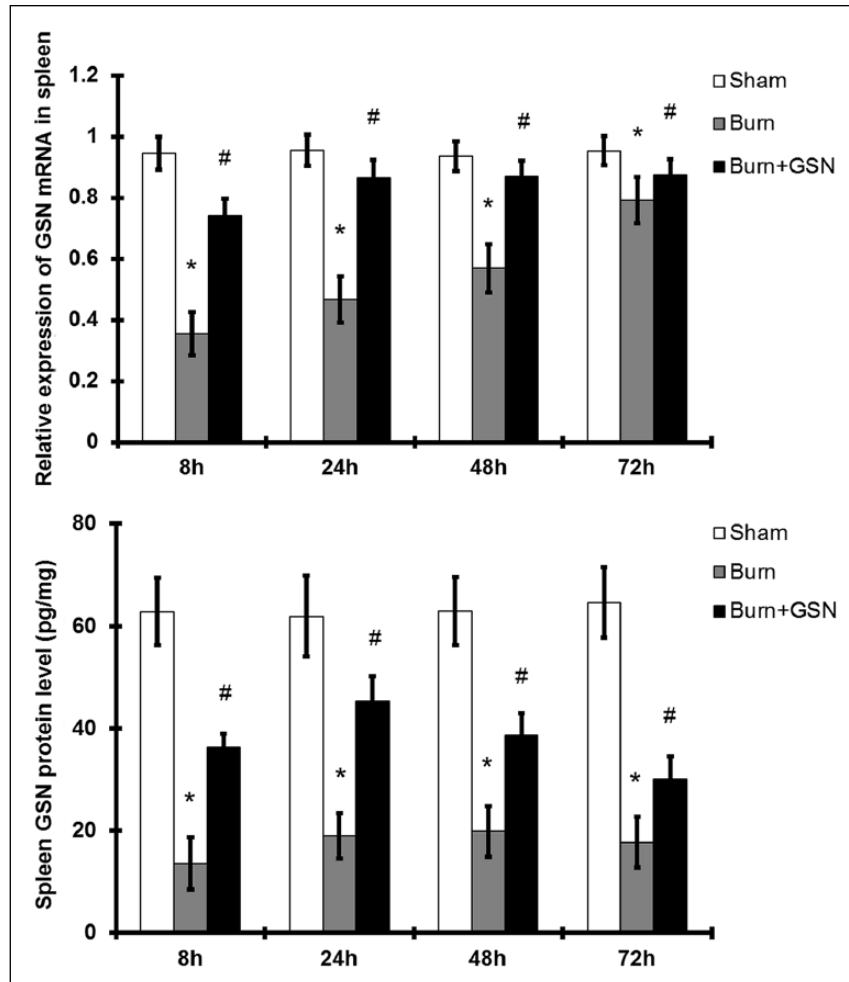 Relative expression of GSN mRNA in spleen
1.2
1
0.8
0.6
0.4
0.2
0
*
#
*
#
*
#
*
#
8h 24h 48h 72h
Sham
Burn
Burn+GSN
Spleen GSN protein level (pg/mg)
80
60
40
20
0
*
#
*
#
*
#
*
#
8h 24h 48h 72h
Sham
Burn
Burn+GSN